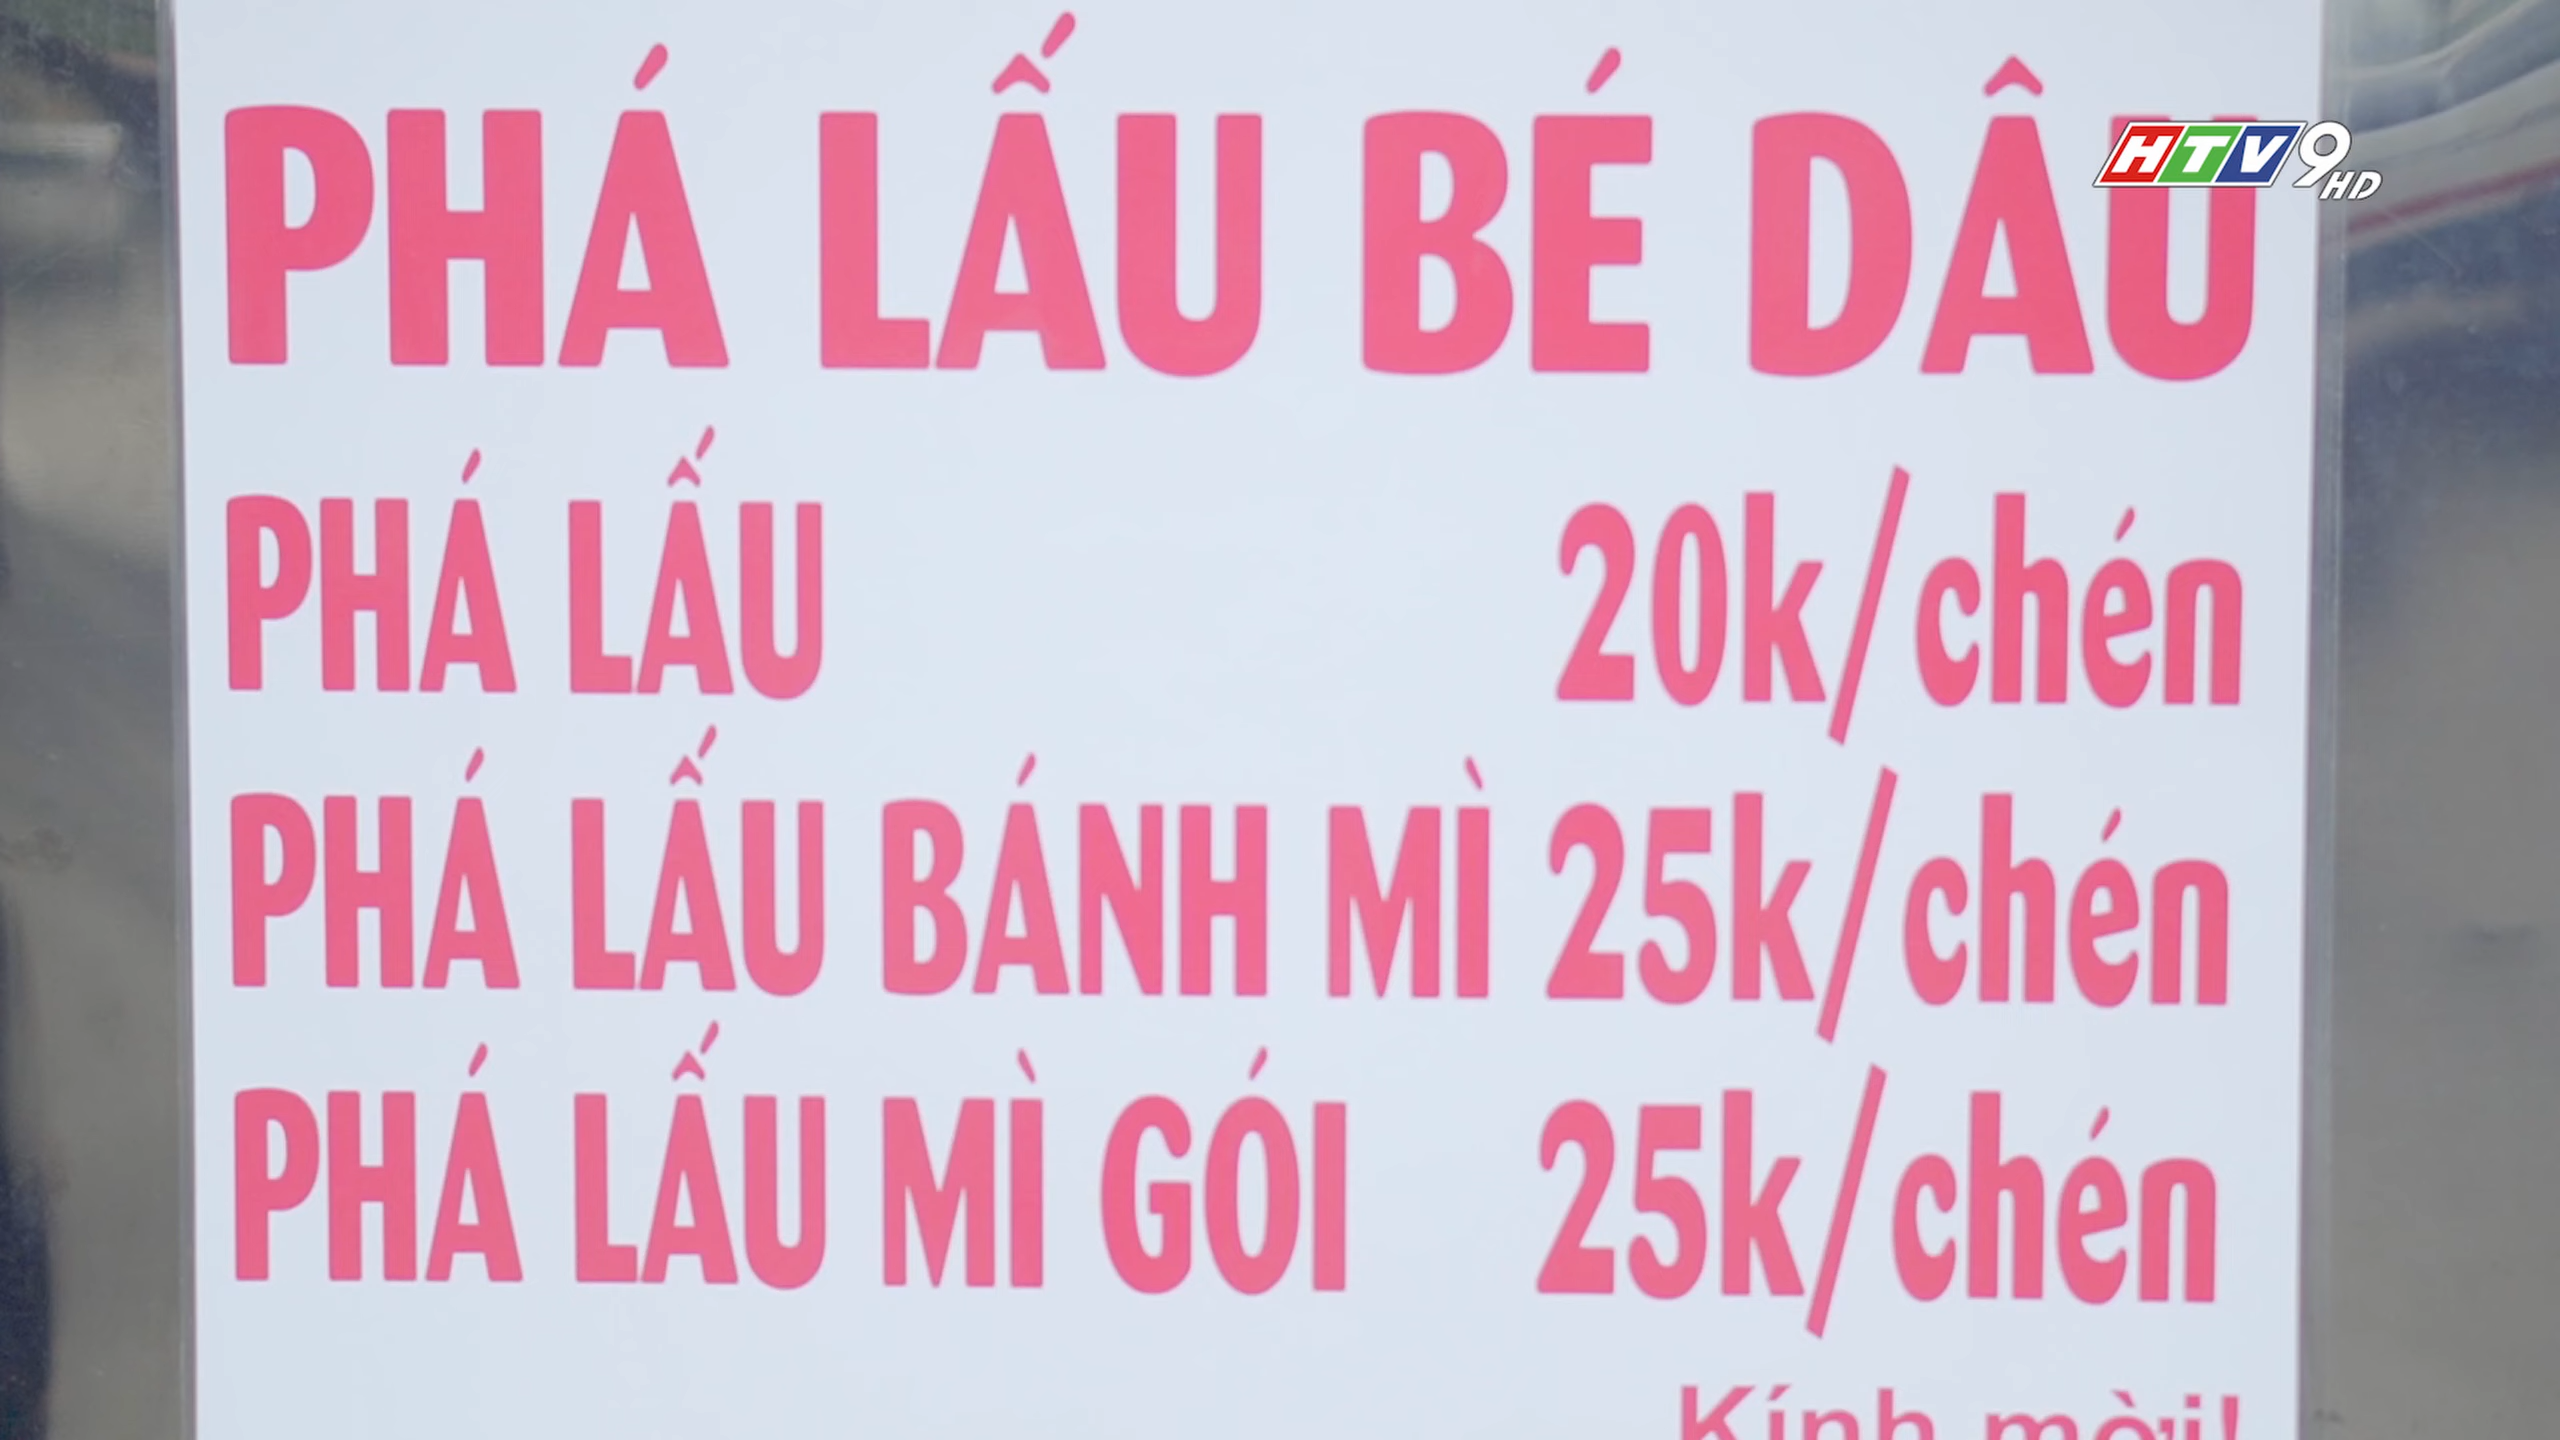 PHÁ LẤU BÉ DÂU
HTV9 HD
PHÁ LẤU 20k/chén
PHÁ LẤU BÁNH MÌ 25k/chén
PHÁ LẤU MÌ GÓI 25k/chén
Kính mời!